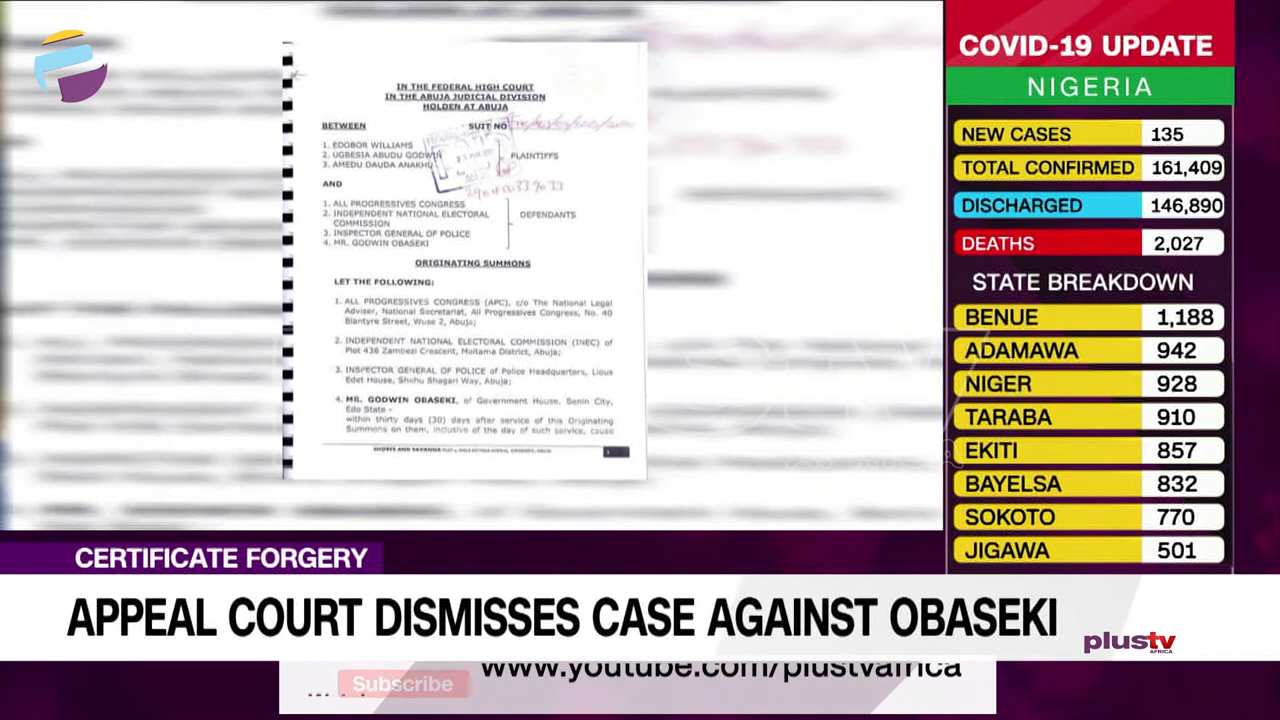 IN THE FEDERAL HIGH COURT
IN THE ABUJA JUDICIAL DIVISION
HOLDEN AT ABUJA
BETWEEN
SUIT NO
1. EDOBOR WILLIAMS
2. UGBESIA ABUDU GODWIN
3. AMEDU DAUDA ANAKHU
PLAINTIFFS
AND
1. ALL PROGRESSIVES CONGRESS
2. INDEPENDENT NATIONAL ELECTORAL
COMMISSION
3. INSPECTOR GENERAL OF POLICE
4. MR. GODWIN OBASEKI
DEFENDANTS
ORIGINATING SUMMONS
LET THE FOLLOWING:
1. ALL PROGRESSIVES CONGRESS (APC), c/o The National Legal
Adviser, National Secretariat, All Progressives Congress, No. 40
Blantyre Street, Wuse 2, Abuja;
2. INDEPENDENT NATIONAL ELECTORAL COMMISSION (INEC) of
Plot 436 Zambezi Crescent, Maitama District, Abuja;
3. INSPECTOR GENERAL OF POLICE of Police Headquarters, Lious
Edet House, Shehu Shagari Way, Abuja;
4. MR. GODWIN OBASEKI, of Government House, Benin City,
Edo State -
within thirty days (30) days after service of this Originating
Summons on them, inclusive of the day of such service, cause
COVID-19 UPDATE
NIGERIA
NEW CASES 135
TOTAL CONFIRMED 161,409
DISCHARGED 146,890
DEATHS 2,027
STATE BREAKDOWN
BENUE 1,188
ADAMAWA 942
NIGER 928
TARABA 910
EKITI 857
BAYELSA 832
SOKOTO 770
JIGAWA 501
CERTIFICATE FORGERY
APPEAL COURT DISMISSES CASE AGAINST OBASEKI
plustv
AFRICA
www.youtube.com/plustvafrica
Subscribe